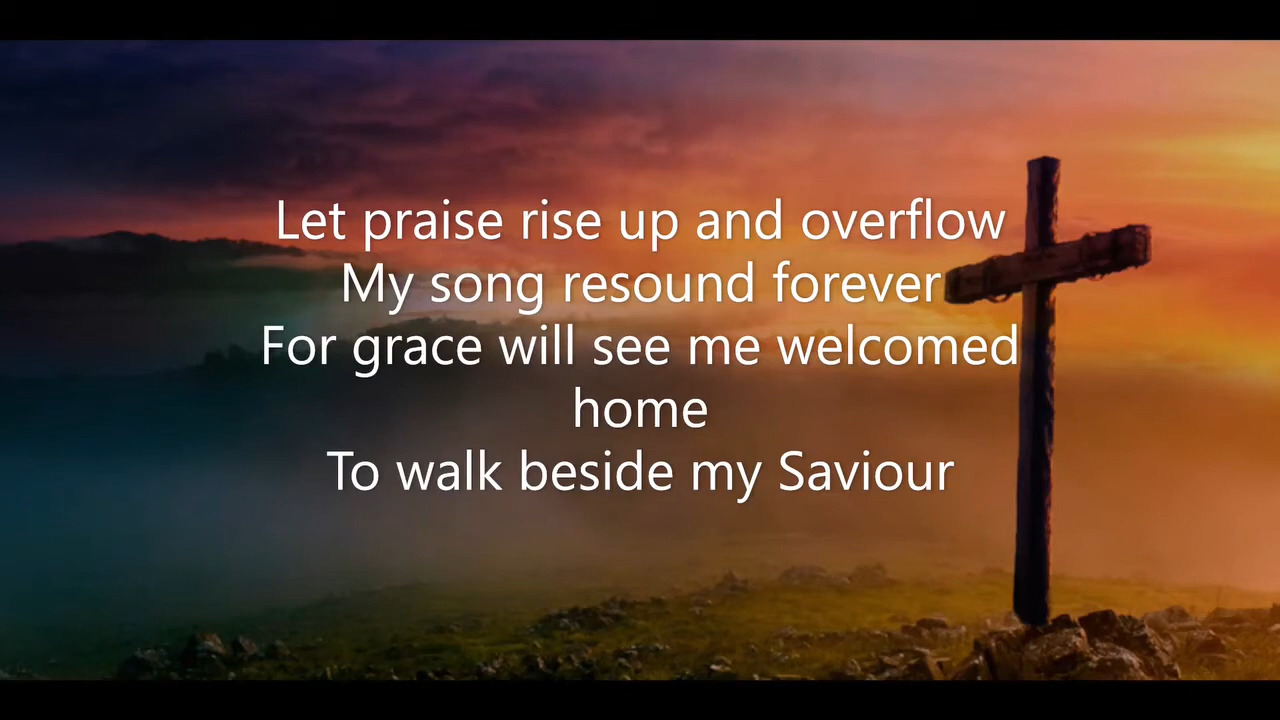 Let praise rise up and overflow
My song resound forever
For grace will see me welcomed
home
To walk beside my Saviour